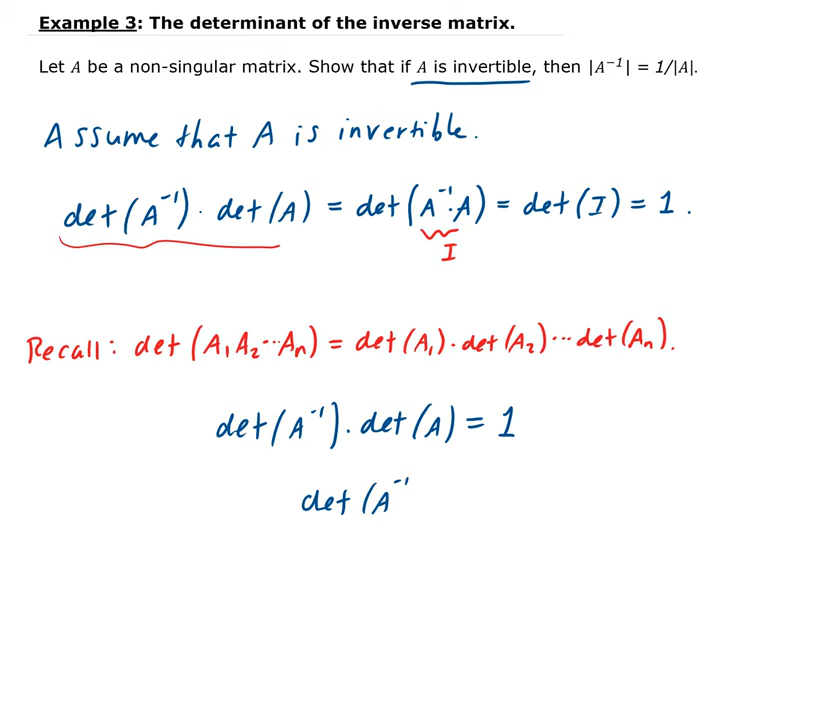 Example 3: The determinant of the inverse matrix.
Let A be a non-singular matrix. Show that if A is invertible, then |A⁻¹| = 1/|A|.
Assume that A is invertible.
det(A⁻¹) · det(A) = det(A⁻¹·A) = det(I) = 1.
I
Recall: det(A₁A₂···Aₙ) = det(A₁)·det(A₂)···det(Aₙ).
det(A⁻¹)·det(A) = 1
det(A⁻¹